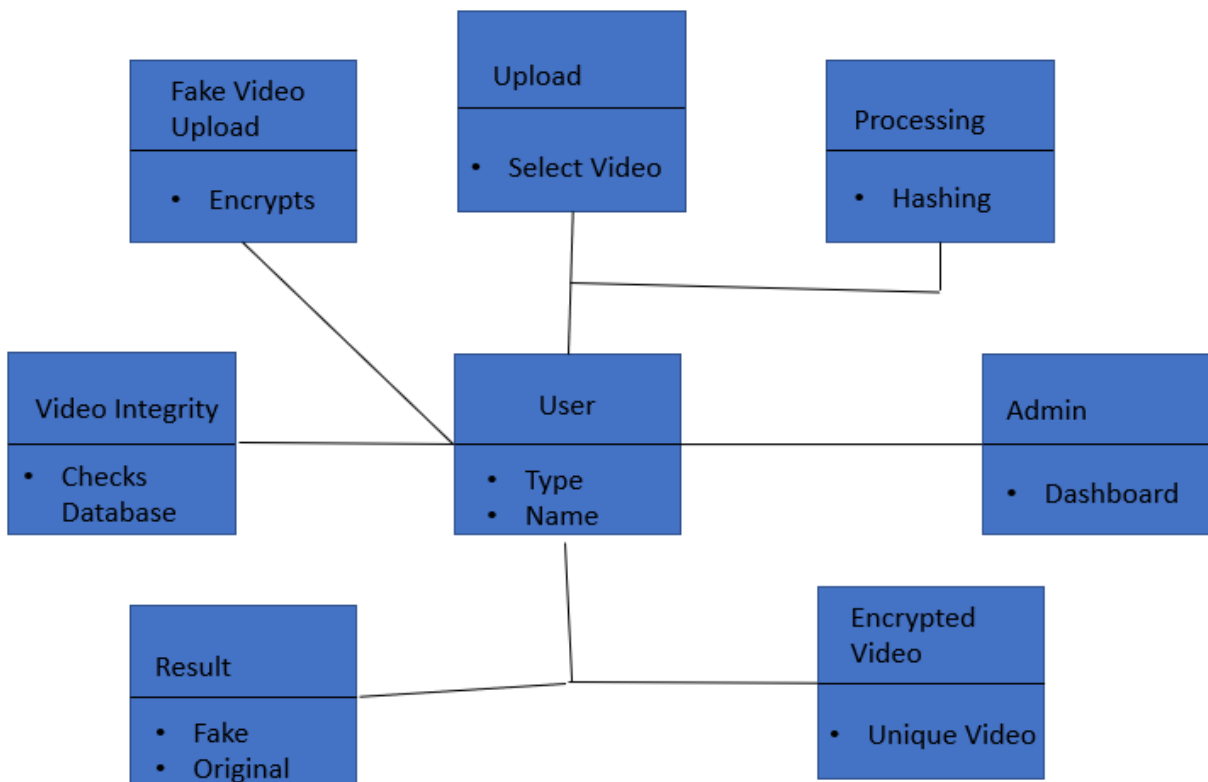 Fake Video
Upload
• Encrypts
Upload
• Select Video
Processing
• Hashing
Video Integrity
• Checks
Database
User
• Type
• Name
Admin
• Dashboard
Result
• Fake
• Original
Encrypted
Video
• Unique Video